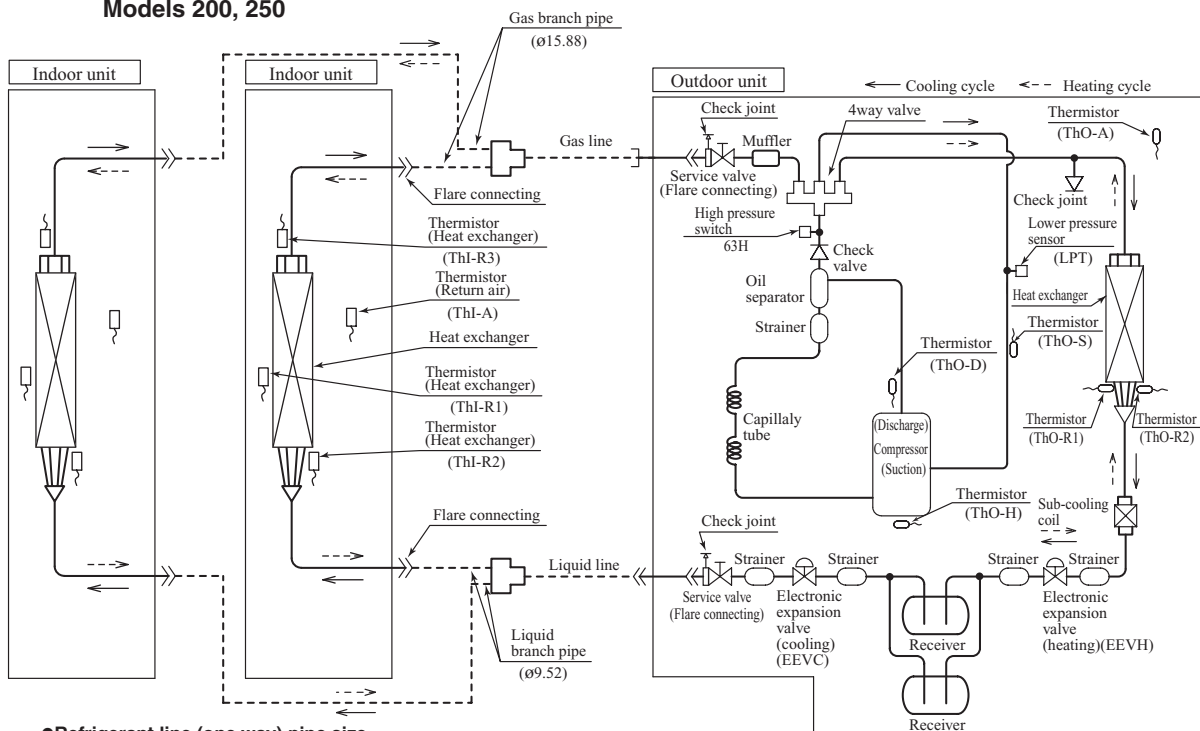 Models 200, 250
Gas branch pipe
(ø15.88)
Indoor unit
Indoor unit
Outdoor unit
Cooling cycle
Heating cycle
Check joint
4way valve
Thermistor
(ThO-A)
Gas line
Muffler
Service valve
(Flare connecting)
Check joint
Flare connecting
High pressure
switch
63H
Lower pressure
sensor
(LPT)
Thermistor
(Heat exchanger)
(ThI-R3)
Check
valve
Thermistor
(Return air)
(ThI-A)
Oil
separator
Heat exchanger
Strainer
Thermistor
(ThO-S)
Heat exchanger
Thermistor
(ThO-D)
Thermistor
(Heat exchanger)
(ThI-R1)
Capillaly
tube
(Discharge)
Compressor
(Suction)
Thermistor
(ThO-R1)
Thermistor
(ThO-R2)
Thermistor
(Heat exchanger)
(ThI-R2)
Thermistor
(ThO-H)
Sub-cooling
coil
Flare connecting
Check joint
Liquid line
Strainer
Strainer
Strainer
Strainer
Service valve
(Flare connecting)
Electronic
expansion
valve
(cooling)
(EEVC)
Receiver
Electronic
expansion
valve
(heating)(EEVH)
Liquid
branch pipe
(ø9.52)
Receiver
●Refrigerant line (one way) pipe size